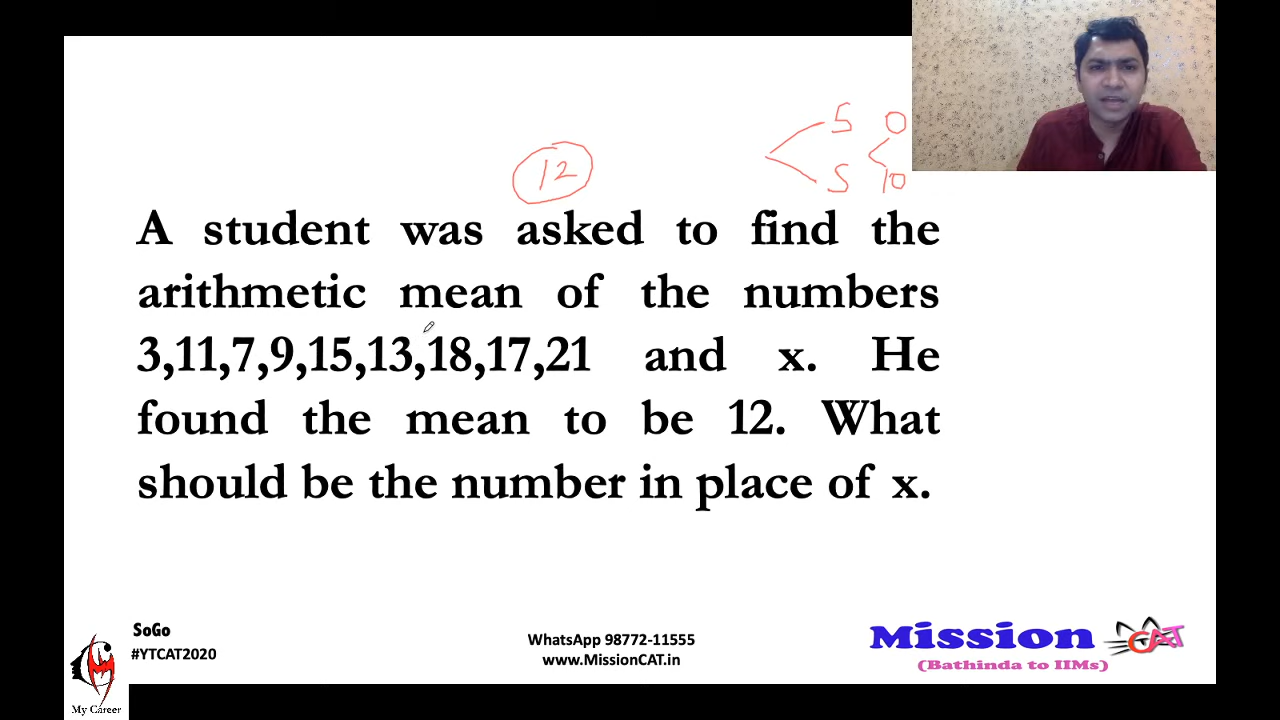 5 0
12
5 10
A student was asked to find the
arithmetic mean of the numbers
3,11,7,9,15,13,18,17,21 and x. He
found the mean to be 12. What
should be the number in place of x.
SoGo
#YTCAT2020
WhatsApp 98772-11555
www.MissionCAT.in
Mission CAT
(Bathinda to IIMs)
My Career